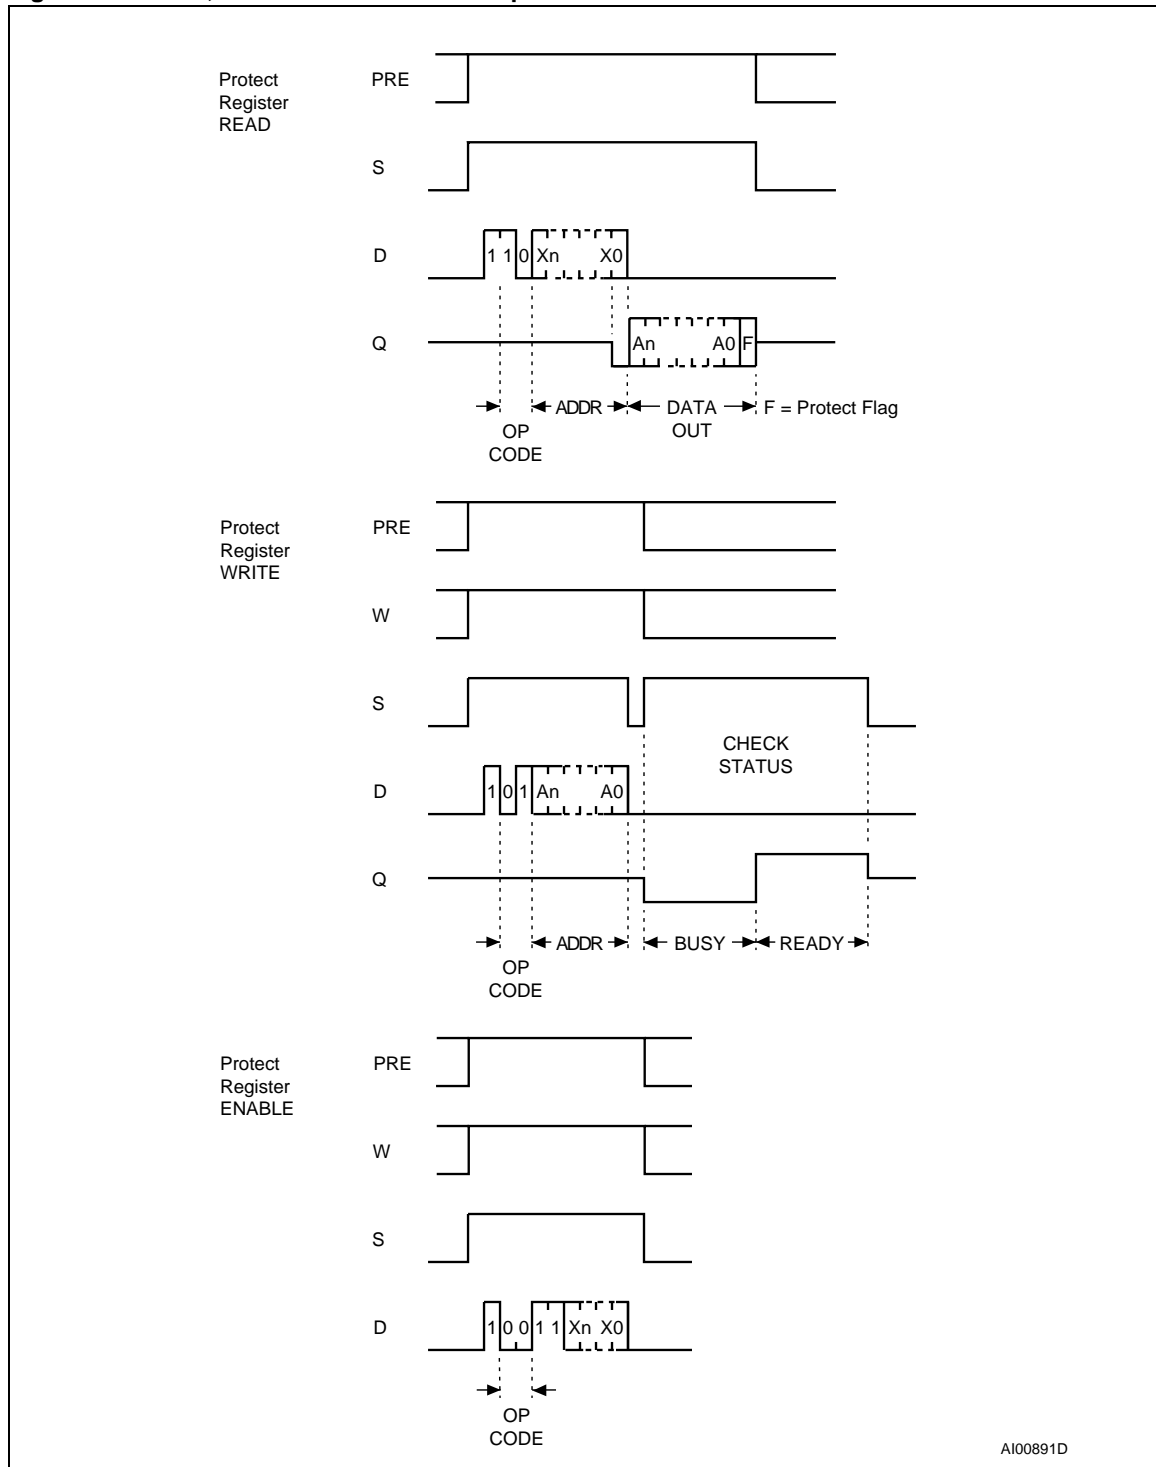 Protect
Register
READ
PRE
S
D
1 1 0 Xn X0
Q
An A0 F
ADDR
DATA
OUT
F = Protect Flag
OP
CODE
Protect
Register
WRITE
PRE
W
S
CHECK
STATUS
D
1 0 1 An A0
Q
ADDR
BUSY
READY
OP
CODE
Protect
Register
ENABLE
PRE
W
S
D
1 0 0 1 1 Xn X0
OP
CODE
AI00891D